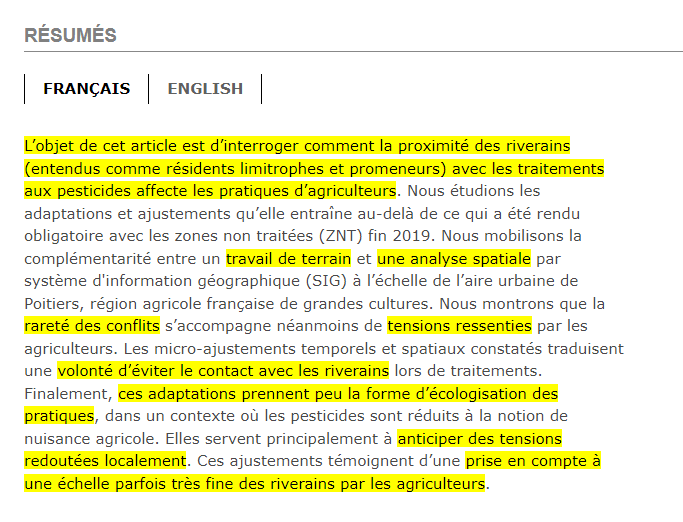 RÉSUMÉS
FRANÇAIS ENGLISH
L’objet de cet article est d’interroger comment la proximité des riverains
(entendus comme résidents limitrophes et promeneurs) avec les traitements
aux pesticides affecte les pratiques d’agriculteurs. Nous étudions les
adaptations et ajustements qu’elle entraîne au-delà de ce qui a été rendu
obligatoire avec les zones non traitées (ZNT) fin 2019. Nous mobilisons la
complémentarité entre un travail de terrain et une analyse spatiale par
système d'information géographique (SIG) à l’échelle de l’aire urbaine de
Poitiers, région agricole française de grandes cultures. Nous montrons que la
rareté des conflits s’accompagne néanmoins de tensions ressenties par les
agriculteurs. Les micro-ajustements temporels et spatiaux constatés traduisent
une volonté d’éviter le contact avec les riverains lors de traitements.
Finalement, ces adaptations prennent peu la forme d’écologisation des
pratiques, dans un contexte où les pesticides sont réduits à la notion de
nuisance agricole. Elles servent principalement à anticiper des tensions
redoutées localement. Ces ajustements témoignent d’une prise en compte à
une échelle parfois très fine des riverains par les agriculteurs.